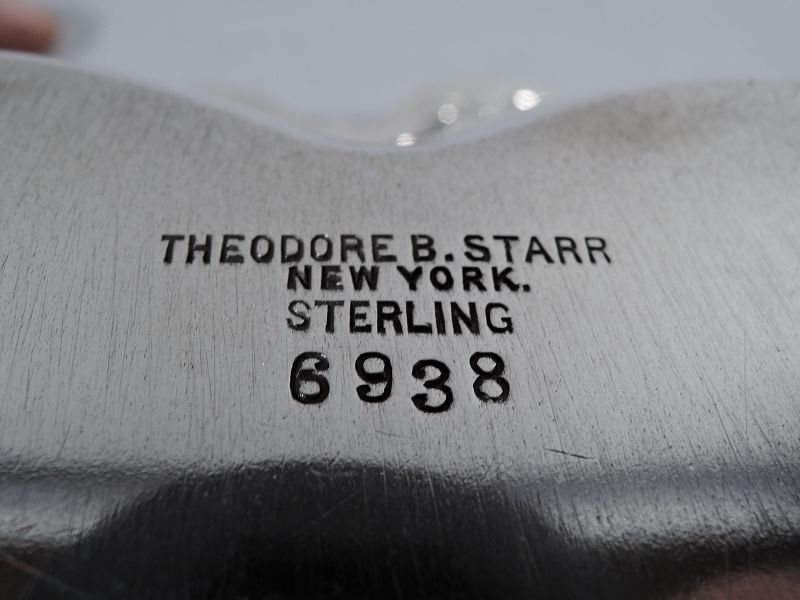 THEODORE B. STARR
NEW YORK.
STERLING
6938